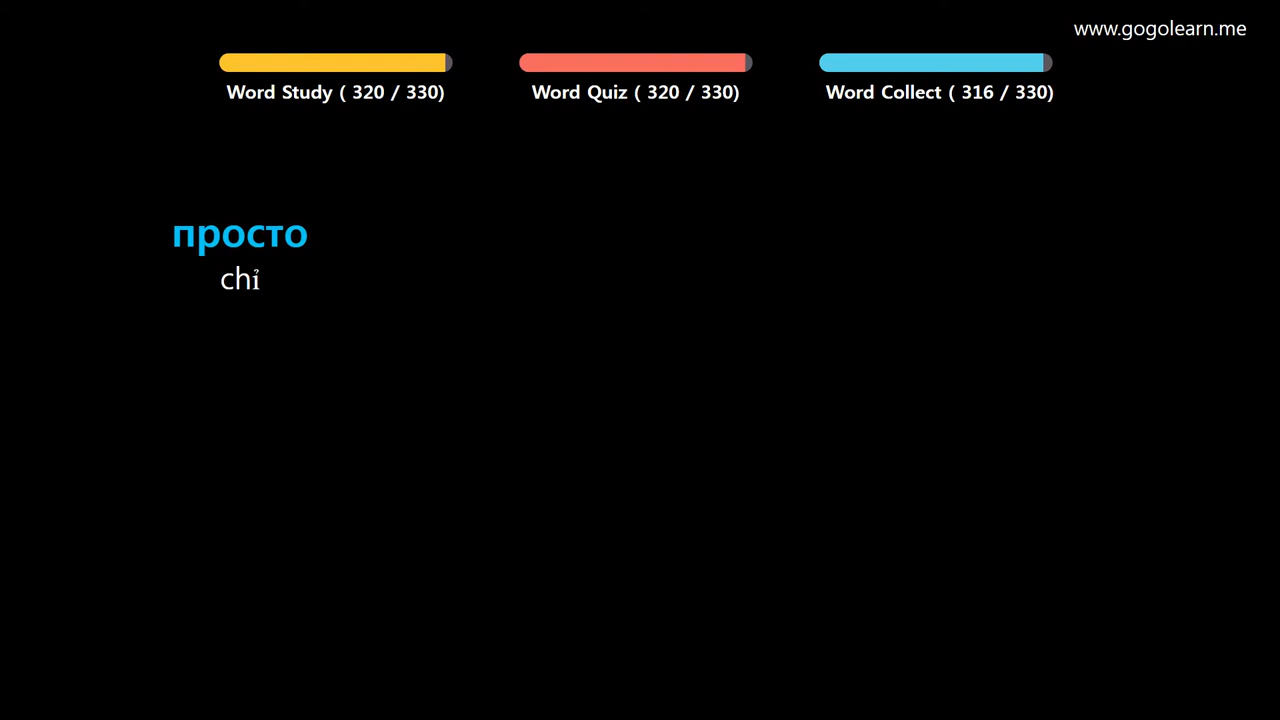 www.gogolearn.me
Word Study ( 320 / 330)
Word Quiz ( 320 / 330)
Word Collect ( 316 / 330)
просто
chỉ